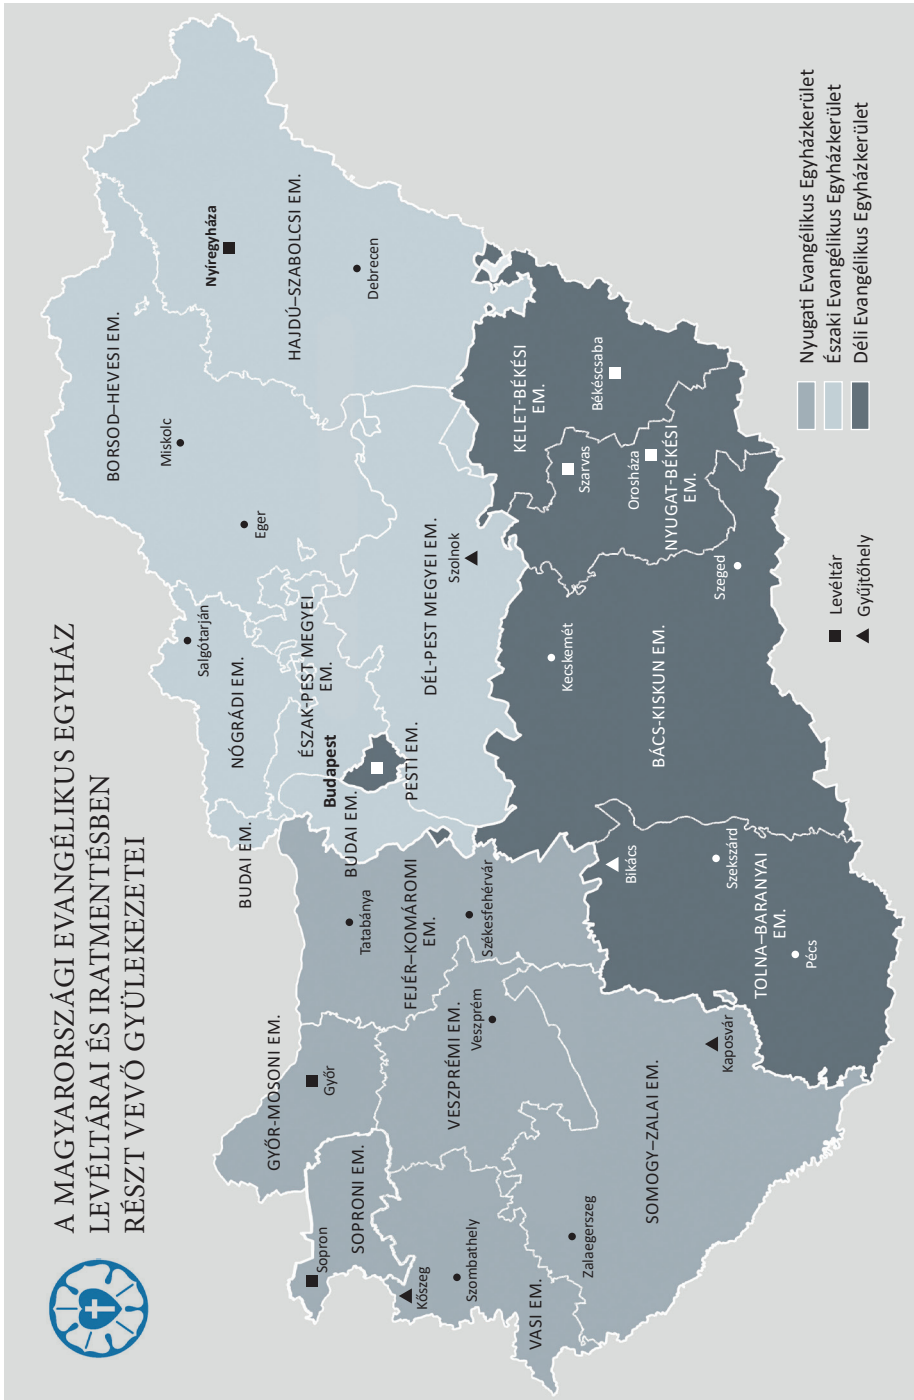 A MAGYARORSZÁGI EVANGÉLIKUS EGYHÁZ
LEVÉLTÁRAI ÉS IRATMENTÉSBEN
RÉSZT VEVŐ GYÜLEKEZETEI
BORSOD–HEVESI EM.
Miskolc
Eger
Nyíregyháza
HAJDÚ–SZABOLCSI EM.
Debrecen
Salgótarján
NÓGRÁDI EM.
ÉSZAK-PEST MEGYEI
EM.
BUDAI EM.
Budapest
BUDAI EM.
PESTI EM.
DÉL-PEST MEGYEI EM.
Szolnok
GYŐR-MOSONI EM.
Győr
Sopron
SOPRONI EM.
Kőszeg
Szombathely
VASI EM.
Tatabánya
FEJÉR–KOMÁROMI
EM.
Székesfehérvár
VESZPRÉMI EM.
Veszprém
Zalaegerszeg
SOMOGY–ZALAI EM.
Kaposvár
KELET-BÉKÉSI
EM.
Békéscsaba
Szarvas
Orosháza
NYUGAT-BÉKÉSI
EM.
Kecskemét
BÁCS-KISKUN EM.
Szeged
Bikács
Szekszárd
TOLNA–BARANYAI
EM.
Pécs
Levéltár
Gyűjtőhely
Nyugati Evangélikus Egyházkerület
Északi Evangélikus Egyházkerület
Déli Evangélikus Egyházkerület